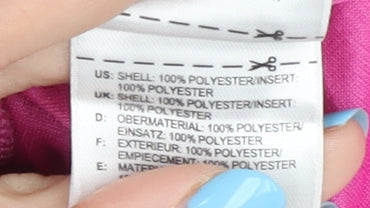 US: SHELL: 100% POLYESTER/INSERT:
100% POLYESTER
UK: SHELL: 100% POLYESTER/INSERT:
100% POLYESTER
D: OBERMATERIAL: 100% POLYESTER/
EINSATZ: 100% POLYESTER
F: EXTERIEUR: 100% POLYESTER/
EMPIECEMENT: 100% POLYESTER
E: